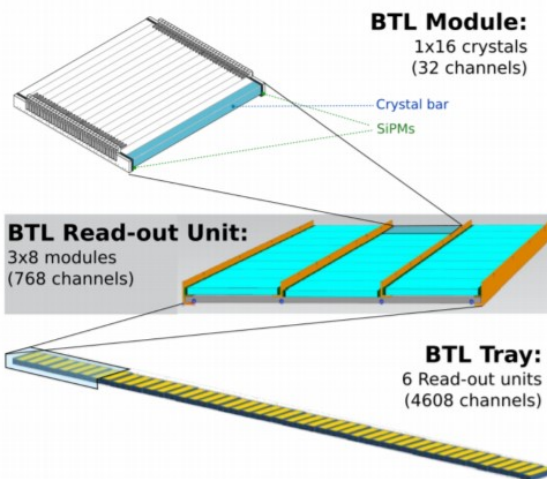 BTL Module:
1x16 crystals
(32 channels)
Crystal bar
SiPMs
BTL Read-out Unit:
3x8 modules
(768 channels)
BTL Tray:
6 Read-out units
(4608 channels)